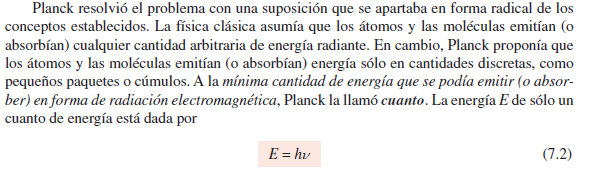 Planck resolvió el problema con una suposición que se apartaba en forma radical de los
conceptos establecidos. La física clásica asumía que los átomos y las moléculas emitían (o
absorbían) cualquier cantidad arbitraria de energía radiante. En cambio, Planck proponía que
los átomos y las moléculas emitían (o absorbían) energía sólo en cantidades discretas, como
pequeños paquetes o cúmulos. A la mínima cantidad de energía que se podía emitir (o absor-
ber) en forma de radiación electromagnética, Planck la llamó cuanto. La energía E de sólo un
cuanto de energía está dada por
E = hν (7.2)